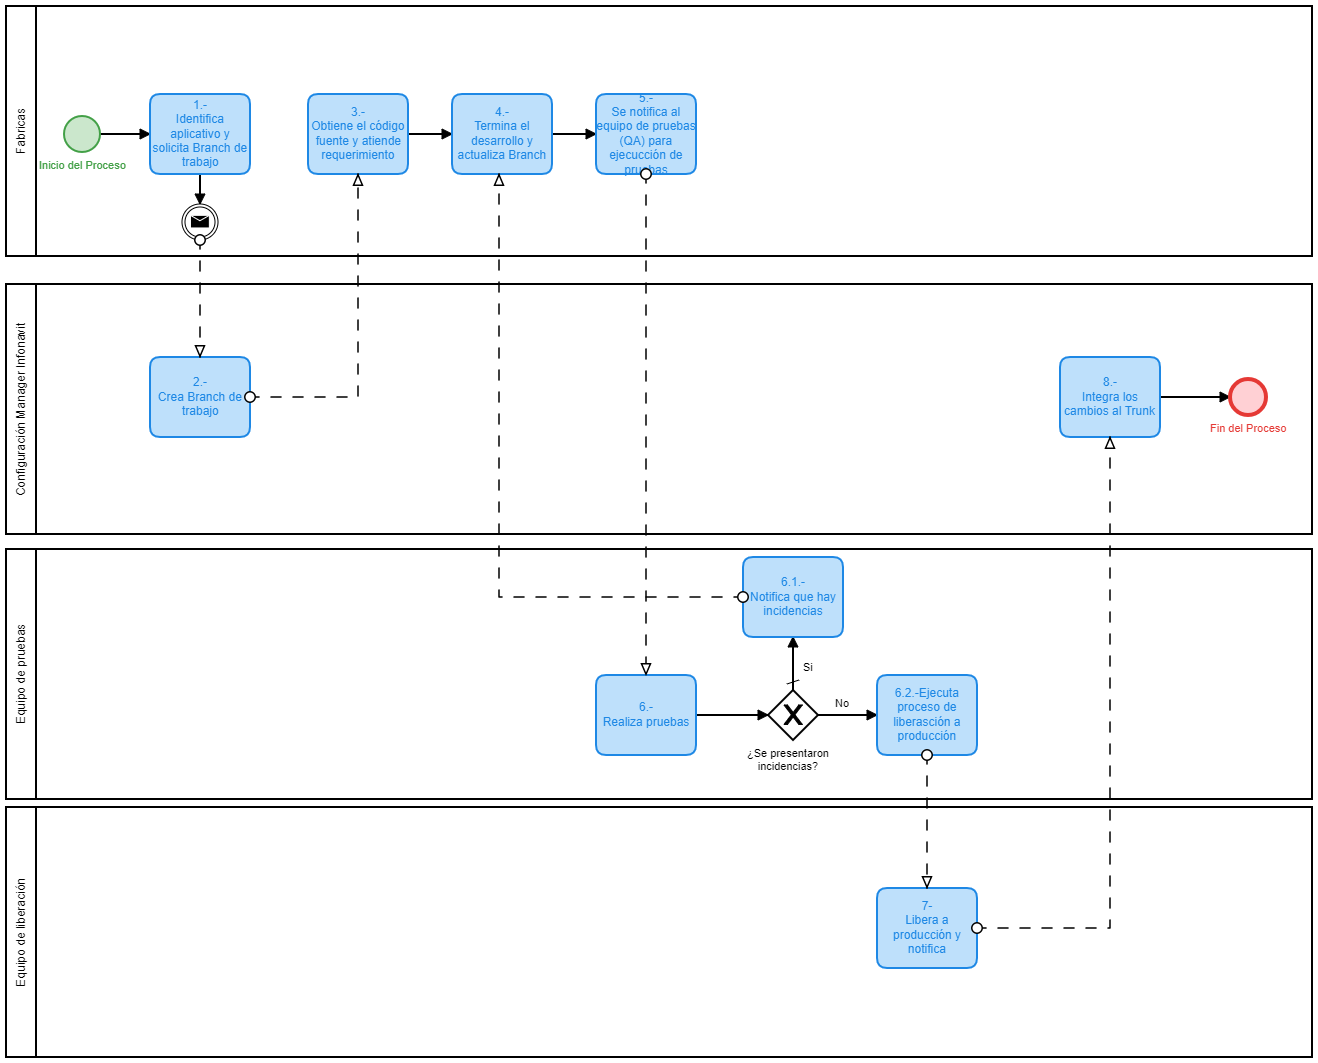 Fabricas
Inicio del Proceso
1.-
Identifica
aplicativo y
solicita Branch de
trabajo
3.-
Obtiene el código
fuente y atiende
requerimiento
4.-
Termina el
desarrollo y
actualiza Branch
5.-
Se notifica al
equipo de pruebas
(QA) para
ejecucción de
pruebas
Configuración Manager Infonavit
2.-
Crea Branch de
trabajo
8.-
Integra los
cambios al Trunk
Fin del Proceso
Equipo de pruebas
6.1.-
Notifica que hay
incidencias
Si
6.-
Realiza pruebas
¿Se presentaron
incidencias?
No
6.2.-Ejecuta
proceso de
liberasción a
producción
Equipo de liberación
7-
Libera a
producción y
notifica